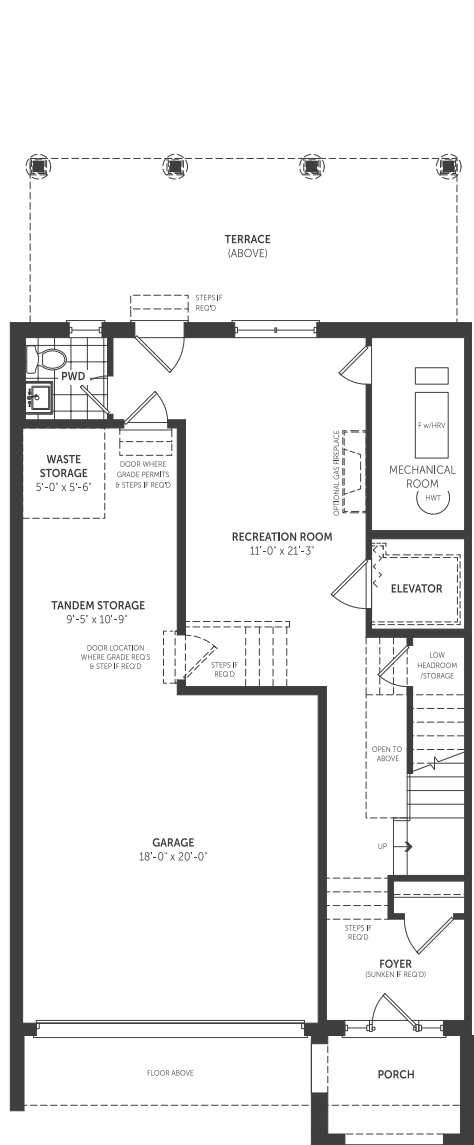 TERRACE
(ABOVE)
STEPS IF
REQ'D
PWD
F w/HRV
WASTE
STORAGE
5'-0" x 5'-6"
DOOR WHERE
GRADE PERMITS
& STEPS IF REQ'D
OPTIONAL GAS FIREPLACE
MECHANICAL
ROOM
HWT
RECREATION ROOM
11'-0" x 21'-3"
ELEVATOR
TANDEM STORAGE
9'-5" x 10'-9"
DOOR LOCATION
WHERE GRADE REQ'S
& STEP IF REQ'D
STEPS IF
REQ'D
LOW
HEADROOM
/STORAGE
OPEN TO
ABOVE
GARAGE
18'-0" x 20'-0"
UP
STEPS IF
REQ'D
FOYER
(SUNKEN IF REQ'D)
FLOOR ABOVE
PORCH